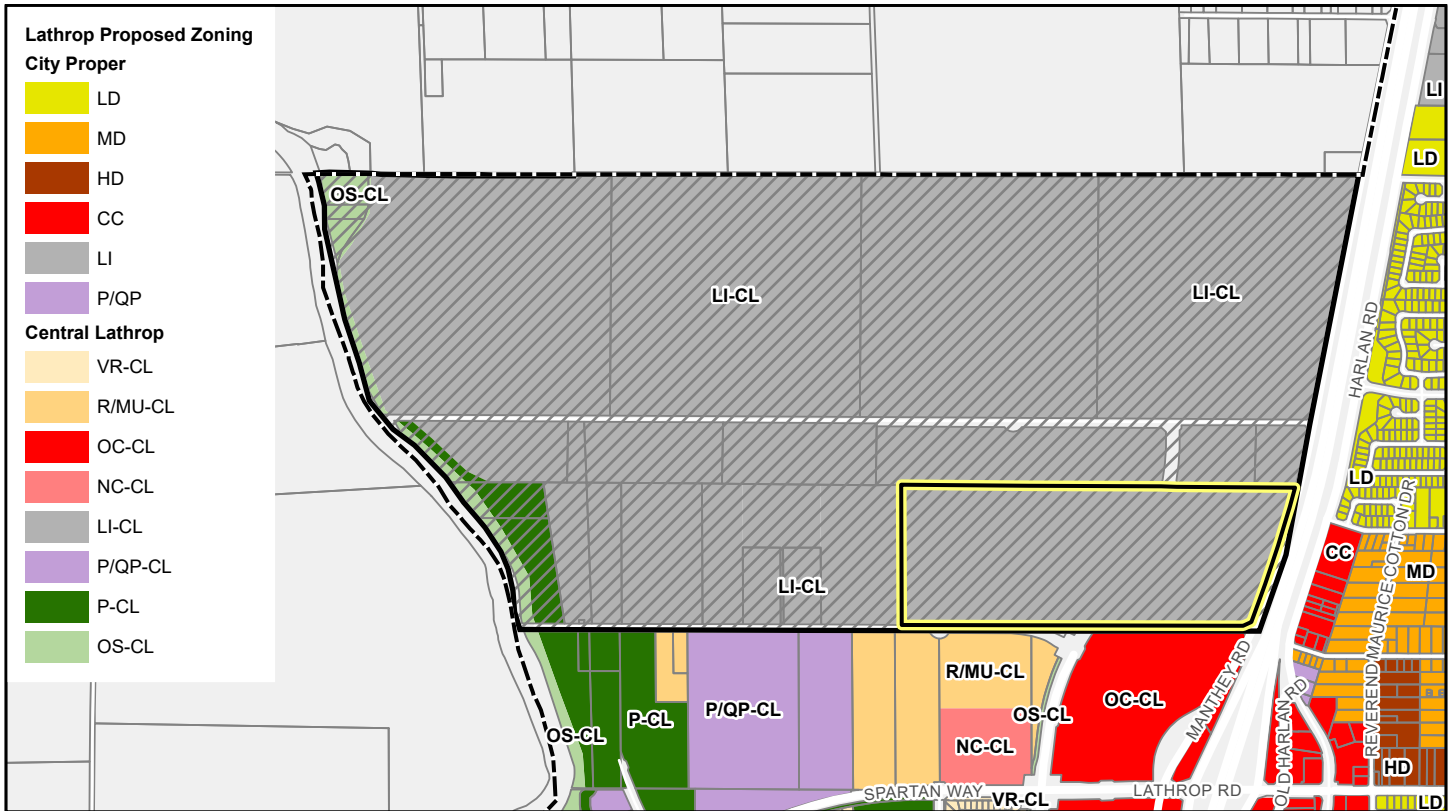 Lathrop Proposed Zoning
City Proper
LD
MD
HD
CC
LI
P/QP
Central Lathrop
VR-CL
R/MU-CL
OC-CL
NC-CL
LI-CL
P/QP-CL
P-CL
OS-CL
LI
LD
OS-CL
LI-CL
LI-CL
HARLAN RD
LD
REVEREND MAURICE COTTON DR
CC
MD
LI-CL
R/MU-CL
OC-CL
MANTHEY RD
P/QP-CL
P-CL
OS-CL
OS-CL
NC-CL
OLD HARLAN RD
HD
SPARTAN WAY
LATHROP RD
VR-CL
LD